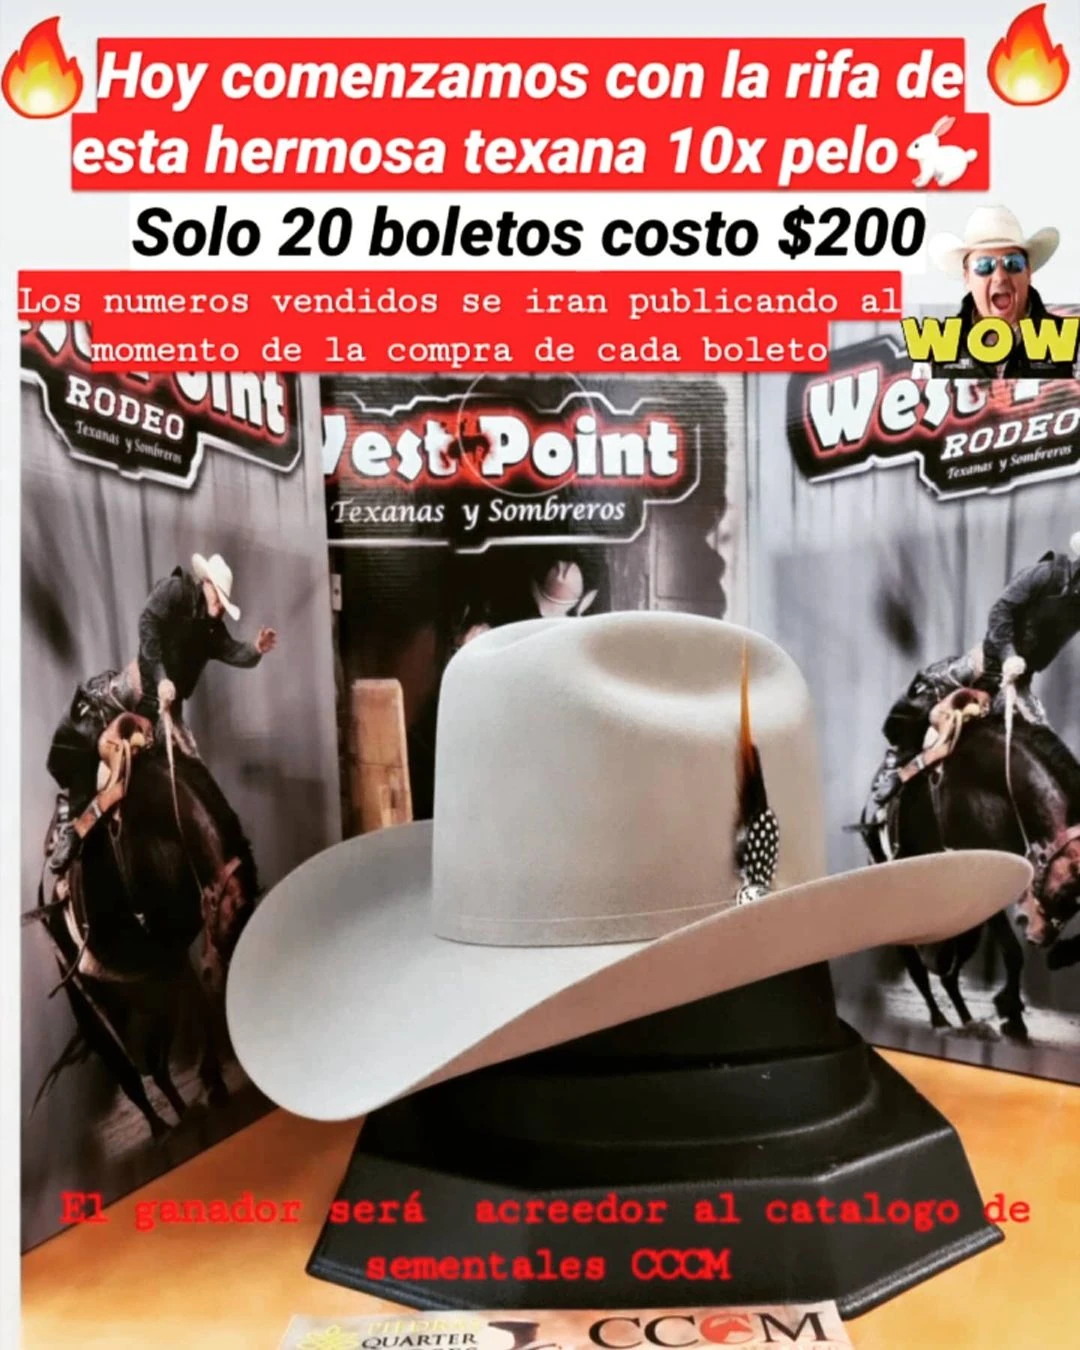 Hoy comenzamos con la rifa de
esta hermosa texana 10x pelo
Solo 20 boletos costo $200
Los numeros vendidos se iran publicando al
momento de la compra de cada boleto
WOW
Point
RODEO
Texanas y Sombreros
West Point
Texanas y Sombreros
West
RODEO
Texanas y Sombreros
El ganador será acreedor al catalogo de
sementales CCCM
QUARTER
CCCM